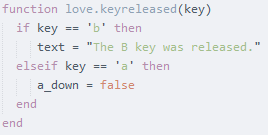 function love.keyreleased(key)
  if key == 'b' then
    text = "The B key was released."
  elseif key == 'a' then
    a_down = false
  end
end